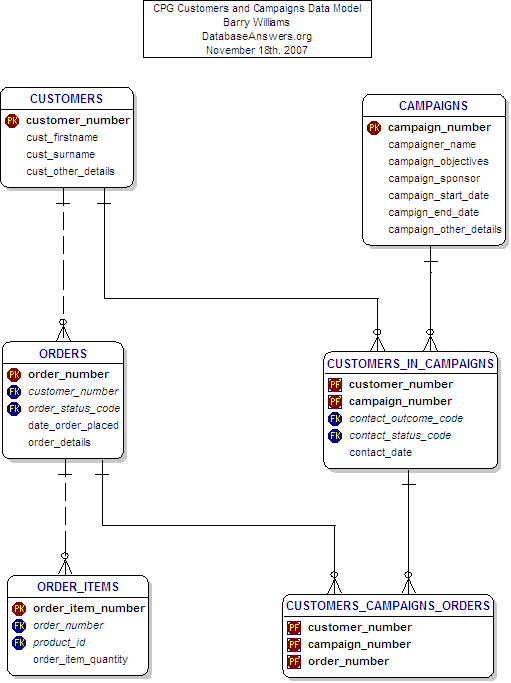 CPG Customers and Campaigns Data Model
Barry Williams
DatabaseAnswers.org
November 18th. 2007
CUSTOMERS
PK customer_number
cust_firstname
cust_surname
cust_other_details
CAMPAIGNS
PK campaign_number
campaigner_name
campaign_objectives
campaign_sponsor
campaign_start_date
campign_end_date
campaign_other_details
ORDERS
PK order_number
FK customer_number
FK order_status_code
date_order_placed
order_details
CUSTOMERS_IN_CAMPAIGNS
PF customer_number
PF campaign_number
FK contact_outcome_code
FK contact_status_code
contact_date
ORDER_ITEMS
PK order_item_number
FK order_number
FK product_id
order_item_quantity
CUSTOMERS_CAMPAIGNS_ORDERS
PF customer_number
PF campaign_number
PF order_number